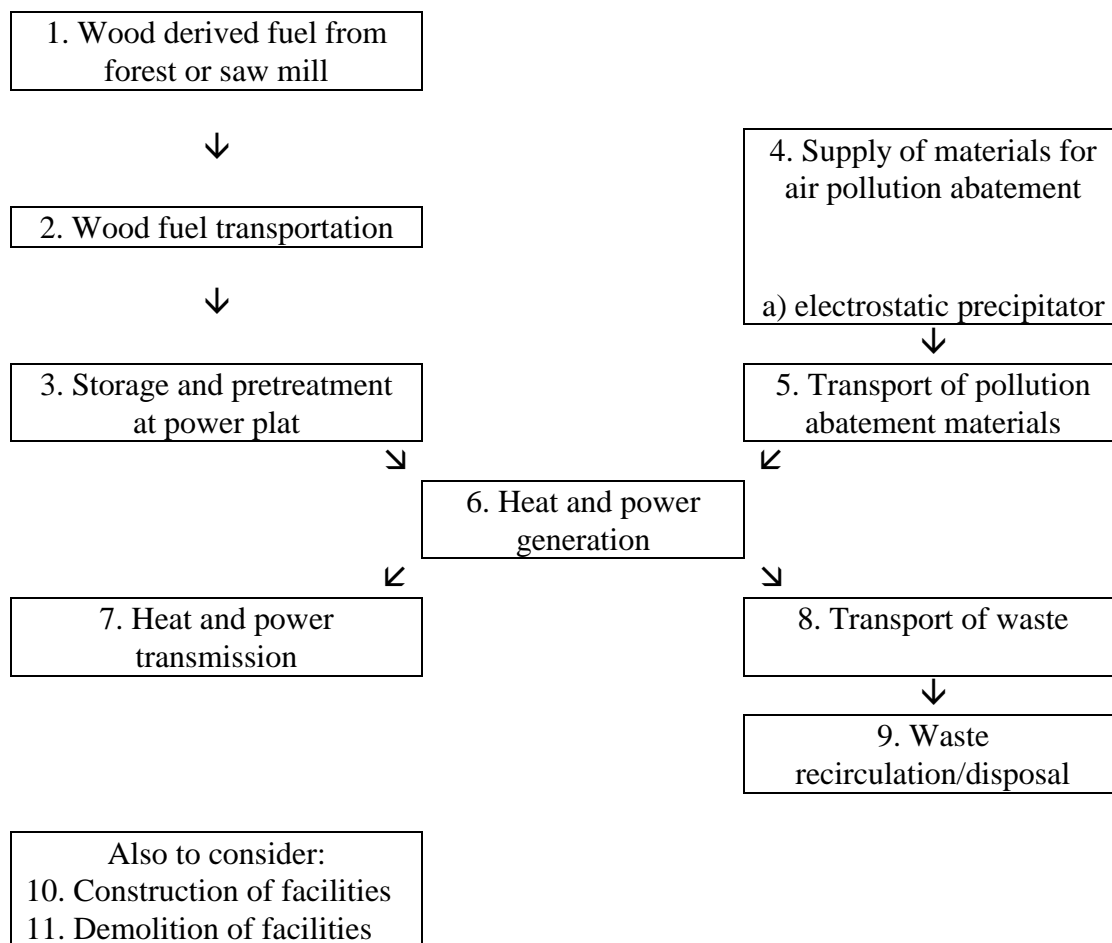 1. Wood derived fuel from
forest or saw mill
2. Wood fuel transportation
3. Storage and pretreatment
at power plat
4. Supply of materials for
air pollution abatement
a) electrostatic precipitator
5. Transport of pollution
abatement materials
6. Heat and power
generation
7. Heat and power
transmission
8. Transport of waste
9. Waste
recirculation/disposal
Also to consider:
10. Construction of facilities
11. Demolition of facilities